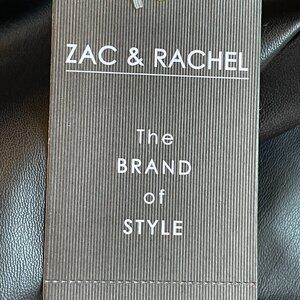 ZAC & RACHEL
The
BRAND
of
STYLE